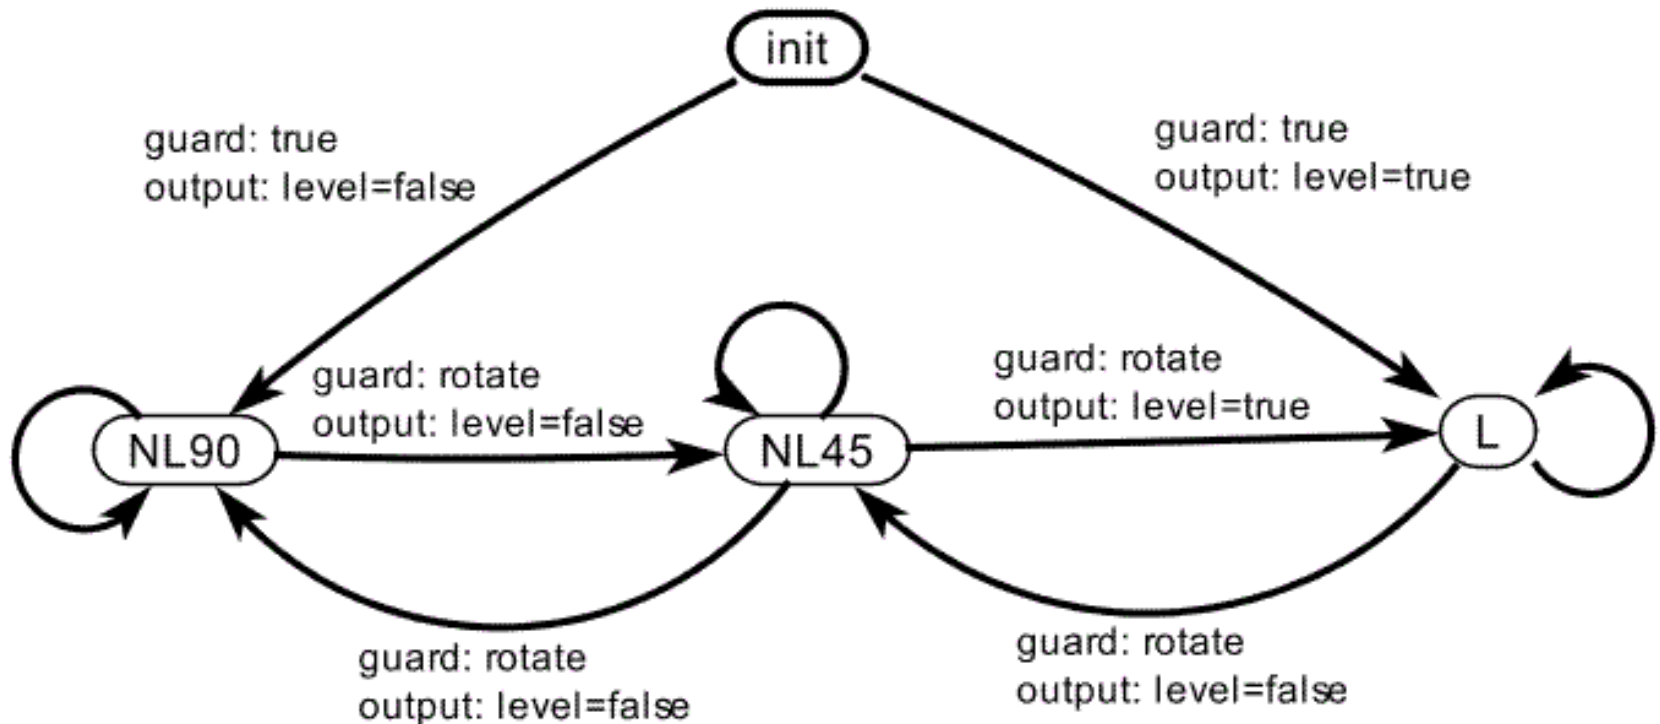 init
guard: true
output: level=false
guard: true
output: level=true
guard: rotate
output: level=false
guard: rotate
output: level=true
NL90
NL45
L
guard: rotate
output: level=false
guard: rotate
output: level=false